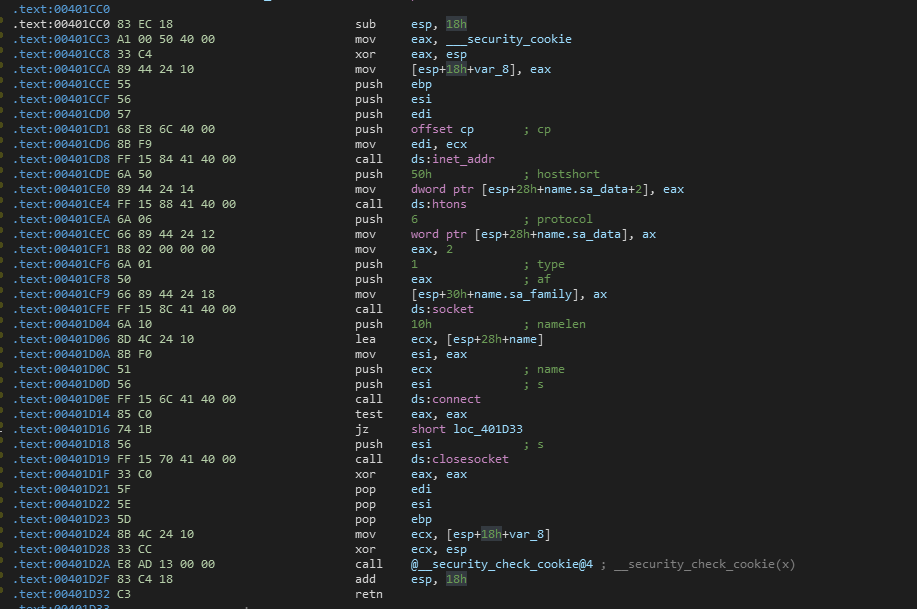 .text:00401CC0
.text:00401CC0 83 EC 18 sub esp, 18h
.text:00401CC3 A1 00 50 40 00 mov eax, ___security_cookie
.text:00401CC8 33 C4 xor eax, esp
.text:00401CCA 89 44 24 10 mov [esp+18h+var_8], eax
.text:00401CCE 55 push ebp
.text:00401CCF 56 push esi
.text:00401CD0 57 push edi
.text:00401CD1 68 E8 6C 40 00 push offset cp ; cp
.text:00401CD6 8B F9 mov edi, ecx
.text:00401CD8 FF 15 84 41 40 00 call ds:inet_addr
.text:00401CDE 6A 50 push 50h ; hostshort
.text:00401CE0 89 44 24 14 mov dword ptr [esp+28h+name.sa_data+2], eax
.text:00401CE4 FF 15 88 41 40 00 call ds:htons
.text:00401CEA 6A 06 push 6 ; protocol
.text:00401CEC 66 89 44 24 12 mov word ptr [esp+28h+name.sa_data], ax
.text:00401CF1 B8 02 00 00 00 mov eax, 2
.text:00401CF6 6A 01 push 1 ; type
.text:00401CF8 50 push eax ; af
.text:00401CF9 66 89 44 24 18 mov [esp+30h+name.sa_family], ax
.text:00401CFE FF 15 8C 41 40 00 call ds:socket
.text:00401D04 6A 10 push 10h ; namelen
.text:00401D06 8D 4C 24 10 lea ecx, [esp+28h+name]
.text:00401D0A 8B F0 mov esi, eax
.text:00401D0C 51 push ecx ; name
.text:00401D0D 56 push esi ; s
.text:00401D0E FF 15 6C 41 40 00 call ds:connect
.text:00401D14 85 C0 test eax, eax
.text:00401D16 74 1B jz short loc_401D33
.text:00401D18 56 push esi ; s
.text:00401D19 FF 15 70 41 40 00 call ds:closesocket
.text:00401D1F 33 C0 xor eax, eax
.text:00401D21 5F pop edi
.text:00401D22 5E pop esi
.text:00401D23 5D pop ebp
.text:00401D24 8B 4C 24 10 mov ecx, [esp+18h+var_8]
.text:00401D28 33 CC xor ecx, esp
.text:00401D2A E8 AD 13 00 00 call @__security_check_cookie@4 ; __security_check_cookie(x)
.text:00401D2F 83 C4 18 add esp, 18h
.text:00401D32 C3 retn
.text:00401D33